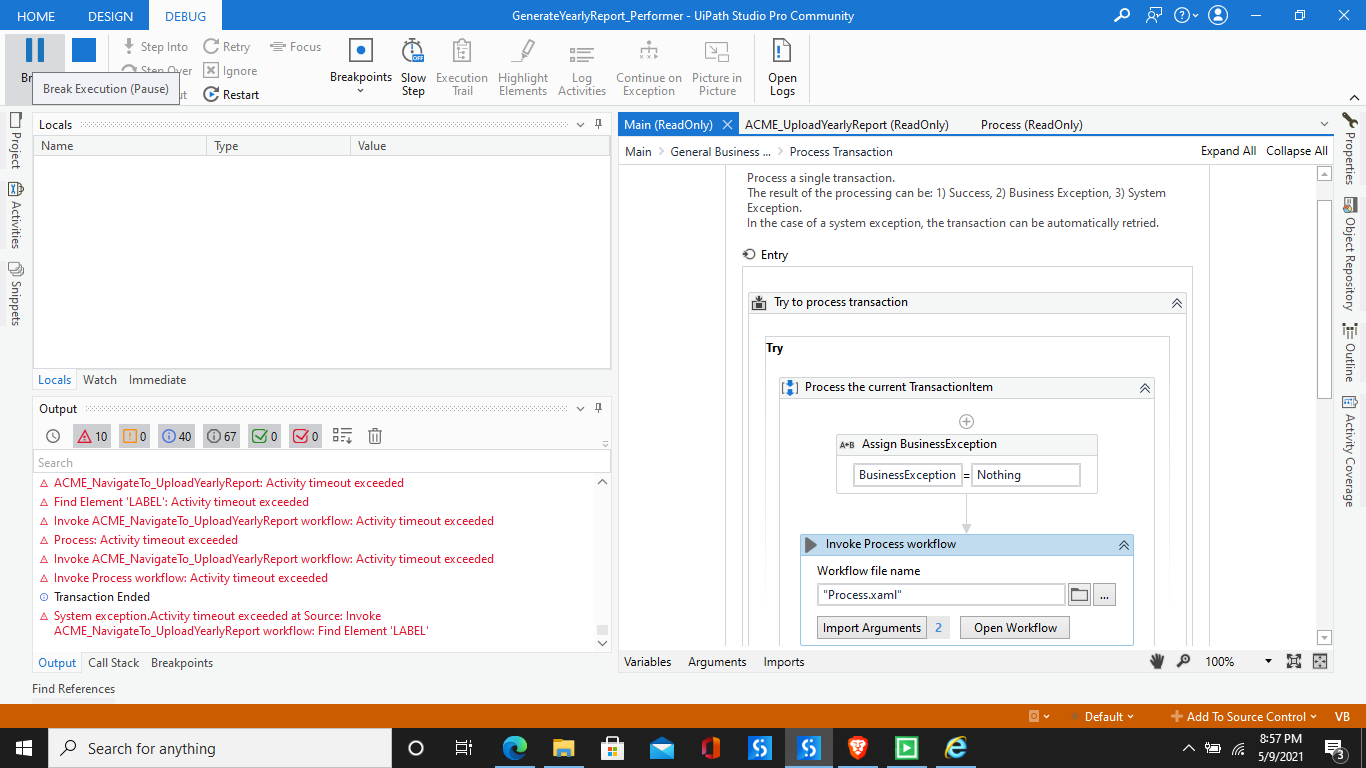 HOME
DESIGN
DEBUG
GenerateYearlyReport_Performer - UiPath Studio Pro Community
Step Into
Retry
Focus
Step Over
Ignore
Restart
Breakpoints
Slow
Step
OFF
Execution
Trail
Highlight
Elements
Log
Activities
Continue on
Exception
Picture in
Picture
Open
Logs
Break Execution (Pause)
Project
Activities
Snippets
Locals
Name
Type
Value
Locals
Watch
Immediate
Output
10
0
40
67
0
0
Search
ACME_NavigateTo_UploadYearlyReport: Activity timeout exceeded
Find Element 'LABEL': Activity timeout exceeded
Invoke ACME_NavigateTo_UploadYearlyReport workflow: Activity timeout exceeded
Process: Activity timeout exceeded
Invoke ACME_NavigateTo_UploadYearlyReport workflow: Activity timeout exceeded
Invoke Process workflow: Activity timeout exceeded
Transaction Ended
System exception.Activity timeout exceeded at Source: Invoke
ACME_NavigateTo_UploadYearlyReport workflow: Find Element 'LABEL'
Output
Call Stack
Breakpoints
Find References
Main (ReadOnly)
ACME_UploadYearlyReport (ReadOnly)
Process (ReadOnly)
Main
General Business ...
Process Transaction
Expand All
Collapse All
Process a single transaction.
The result of the processing can be: 1) Success, 2) Business Exception, 3) System
Exception.
In the case of a system exception, the transaction can be automatically retried.
Entry
Try to process transaction
Try
Process the current TransactionItem
A+B Assign BusinessException
BusinessException = Nothing
Invoke Process workflow
Workflow file name
"Process.xaml"
...
Import Arguments
2
Open Workflow
Variables
Arguments
Imports
100%
Properties
Object Repository
Outline
Activity Coverage
Default
Add To Source Control
VB
Search for anything
8:57 PM
5/9/2021
3